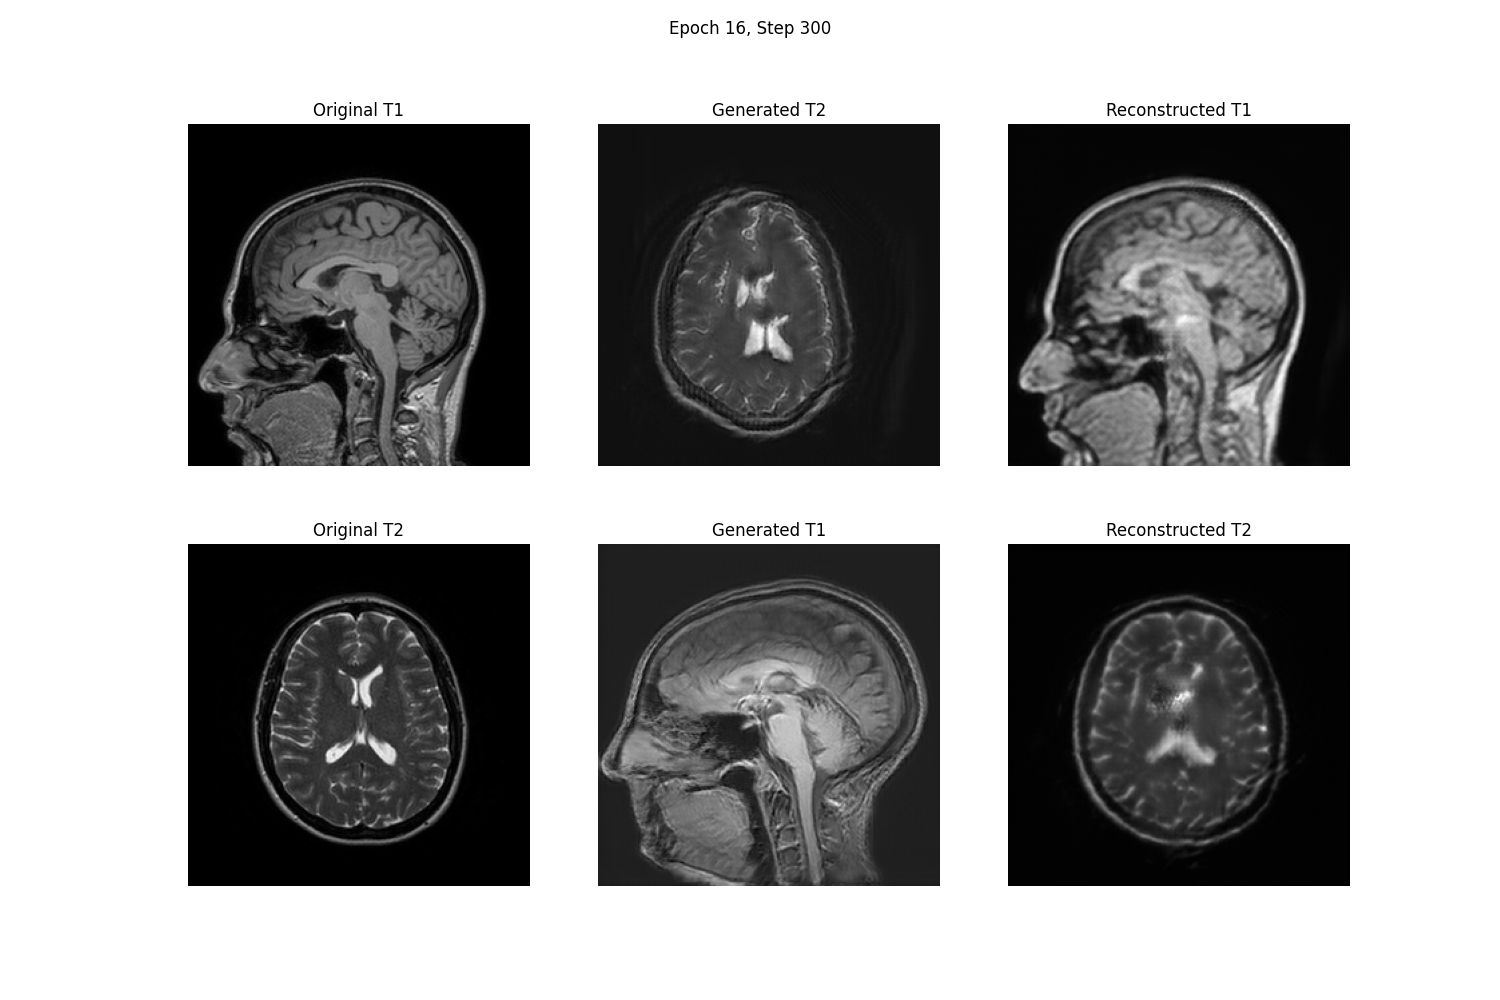 Epoch 16, Step 300
Original T1
Generated T2
Reconstructed T1
Original T2
Generated T1
Reconstructed T2